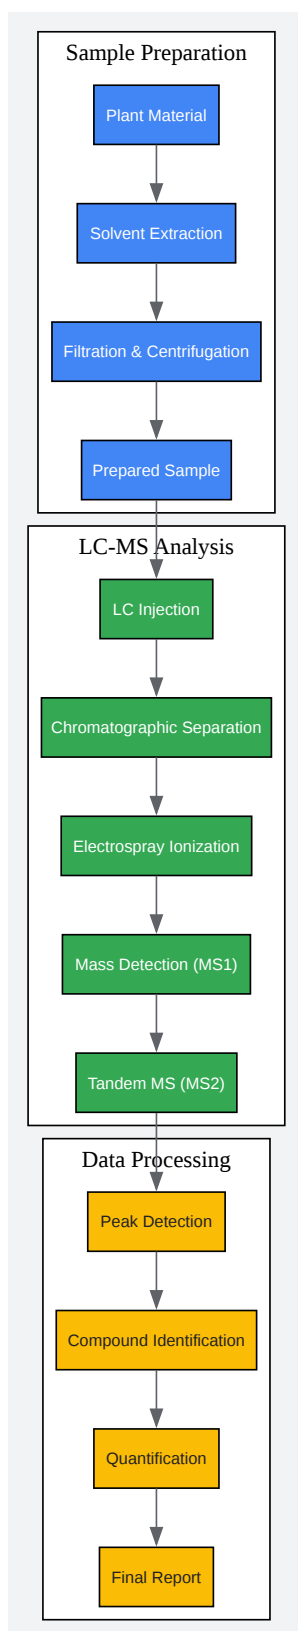 Sample Preparation
Plant Material
Solvent Extraction
Filtration & Centrifugation
Prepared Sample
LC-MS Analysis
LC Injection
Chromatographic Separation
Electrospray Ionization
Mass Detection (MS1)
Tandem MS (MS2)
Data Processing
Peak Detection
Compound Identification
Quantification
Final Report